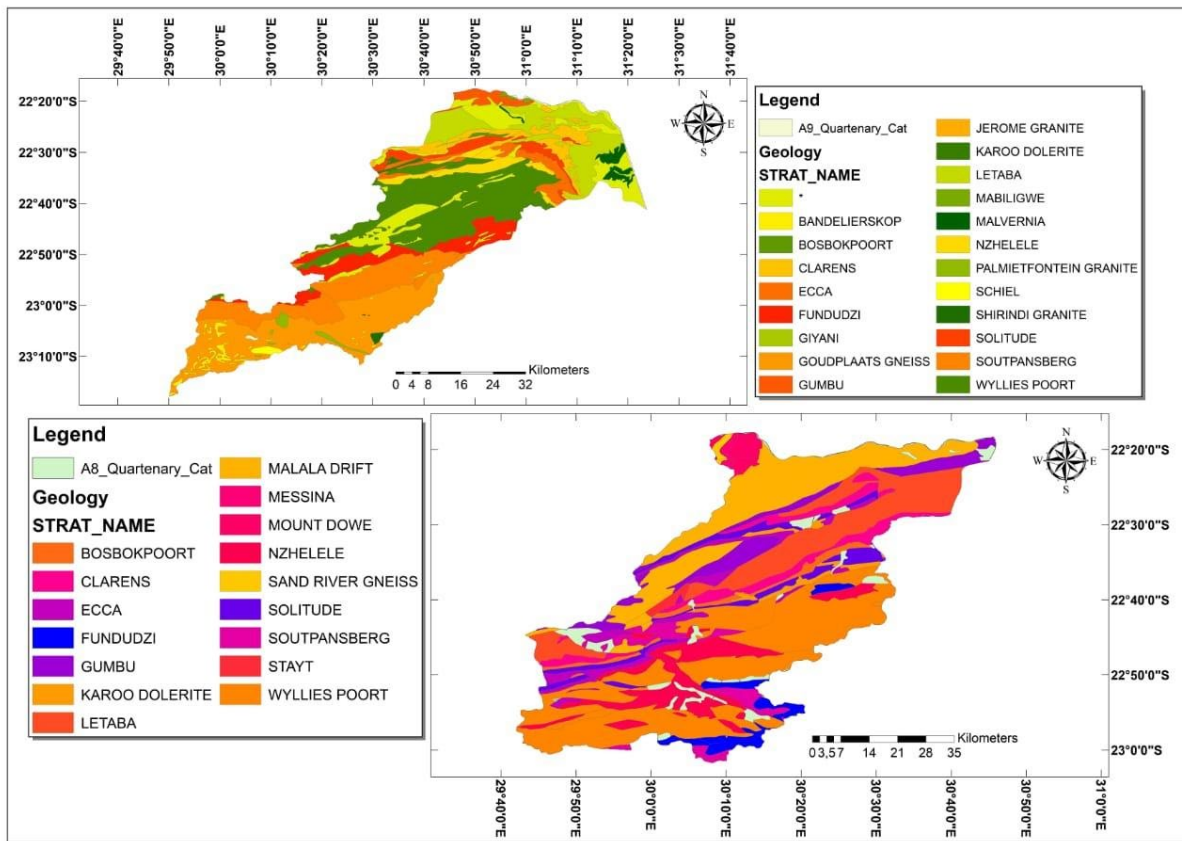 29°40'0"E
29°50'0"E
30°0'0"E
30°10'0"E
30°20'0"E
30°30'0"E
30°40'0"E
30°50'0"E
31°0'0"E
31°10'0"E
31°20'0"E
31°30'0"E
31°40'0"E
22°20'0"S
22°30'0"S
22°40'0"S
22°50'0"S
23°0'0"S
23°10'0"S
N
W E
S
Kilometers
0 4 8 16 24 32
Legend
A9_Quartenary_Cat
Geology
STRAT_NAME
*
BANDELIERSKOP
BOSBOKPOORT
CLARENS
ECCA
FUNDUDZI
GIYANI
GOUDPLAATS GNEISS
GUMBU
JEROME GRANITE
KAROO DOLERITE
LETABA
MABILIGWE
MALVERNIA
NZHELELE
PALMIETFONTEIN GRANITE
SCHIEL
SHIRINDI GRANITE
SOLITUDE
SOUTPANSBERG
WYLLIES POORT
Legend
A8_Quartenary_Cat
Geology
STRAT_NAME
BOSBOKPOORT
CLARENS
ECCA
FUNDUDZI
GUMBU
KAROO DOLERITE
LETABA
MALALA DRIFT
MESSINA
MOUNT DOWE
NZHELELE
SAND RIVER GNEISS
SOLITUDE
SOUTPANSBERG
STAYT
WYLLIES POORT
N
W E
S
22°20'0"S
22°30'0"S
22°40'0"S
22°50'0"S
23°0'0"S
Kilometers
0 3,5 7 14 21 28 35
29°40'0"E
29°50'0"E
30°0'0"E
30°10'0"E
30°20'0"E
30°30'0"E
30°40'0"E
30°50'0"E
31°0'0"E